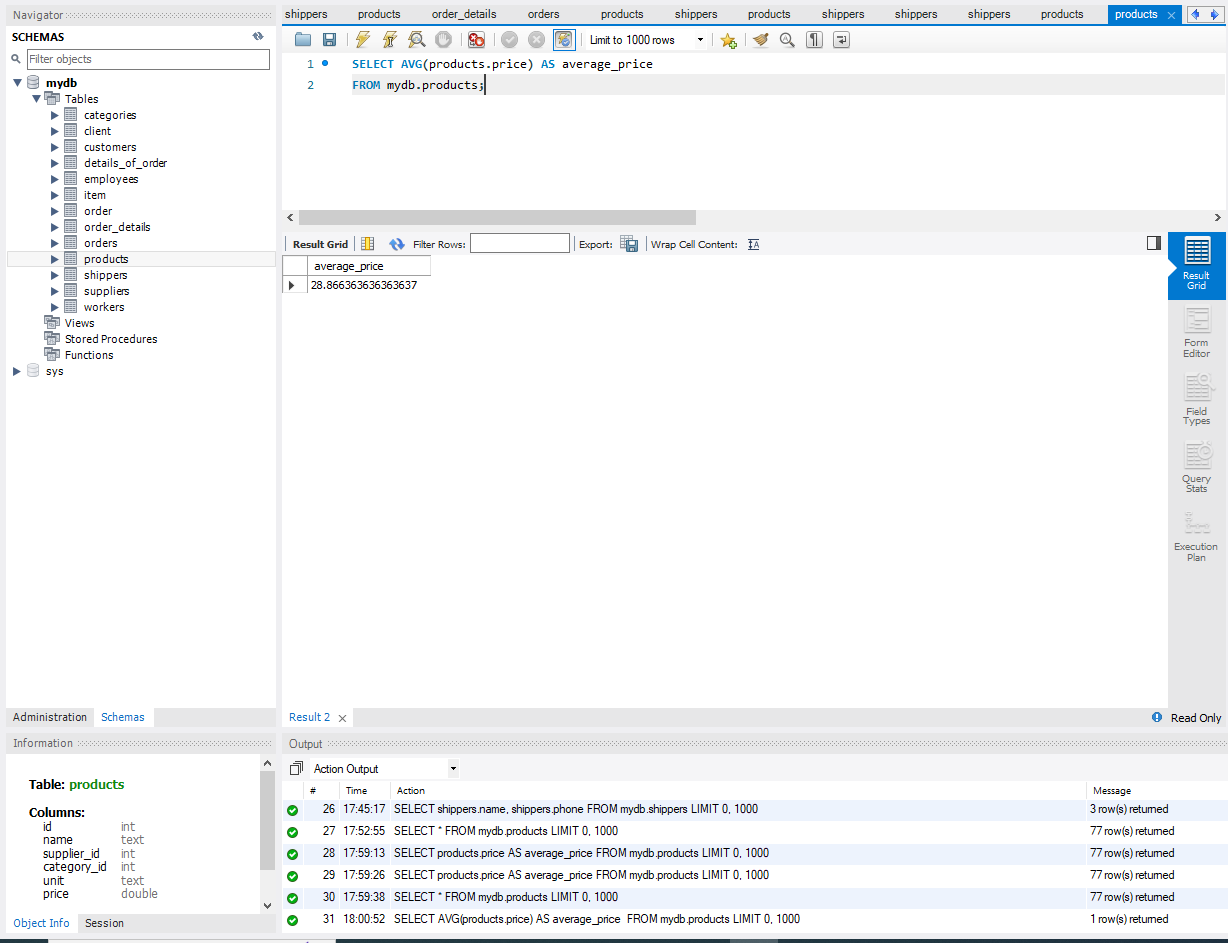 Navigator
SCHEMAS
Filter objects
mydb
Tables
categories
client
customers
details_of_order
employees
item
order
order_details
orders
products
shippers
suppliers
workers
Views
Stored Procedures
Functions
sys
Administration Schemas
Information
Table: products
Columns:
id int
name text
supplier_id int
category_id int
unit text
price double
Object Info Session
shippers products order_details orders products shippers products shippers shippers shippers products products
Limit to 1000 rows
1 SELECT AVG(products.price) AS average_price
2 FROM mydb.products;
Result Grid Filter Rows: Export: Wrap Cell Content:
average_price
28.866363636363637
Result
Grid
Form
Editor
Field
Types
Query
Stats
Execution
Plan
Result 2 Read Only
Output
Action Output
# Time Action Message
26 17:45:17 SELECT shippers.name, shippers.phone FROM mydb.shippers LIMIT 0, 1000 3 row(s) returned
27 17:52:55 SELECT * FROM mydb.products LIMIT 0, 1000 77 row(s) returned
28 17:59:13 SELECT products.price AS average_price FROM mydb.products LIMIT 0, 1000 77 row(s) returned
29 17:59:26 SELECT products.price AS average_price FROM mydb.products LIMIT 0, 1000 77 row(s) returned
30 17:59:38 SELECT * FROM mydb.products LIMIT 0, 1000 77 row(s) returned
31 18:00:52 SELECT AVG(products.price) AS average_price FROM mydb.products LIMIT 0, 1000 1 row(s) returned